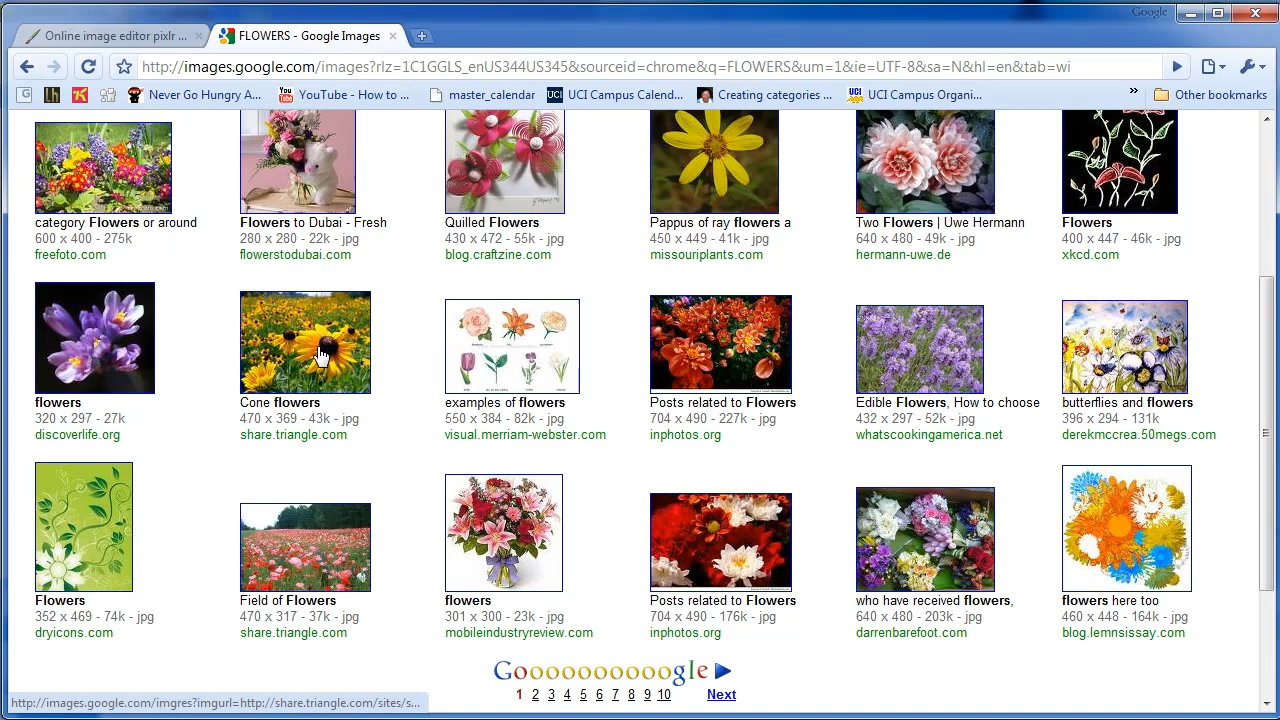 Google
Online image editor pixlr ...
FLOWERS - Google Images
http://images.google.com/images?rlz=1C1GGLS_enUS344US345&sourceid=chrome&q=FLOWERS&um=1&ie=UTF-8&sa=N&hl=en&tab=wi
Never Go Hungry A... YouTube - How to ... master_calendar UCI Campus Calend... Creating categories ... UCI Campus Organi... » Other bookmarks
category Flowers or around
600 x 400 - 275k
freefoto.com
Flowers to Dubai - Fresh
280 x 280 - 22k - jpg
flowerstodubai.com
Quilled Flowers
430 x 472 - 55k - jpg
blog.craftzine.com
Pappus of ray flowers a
450 x 449 - 41k - jpg
missouriplants.com
Two Flowers | Uwe Hermann
640 x 480 - 49k - jpg
hermann-uwe.de
Flowers
400 x 447 - 46k - jpg
xkcd.com
flowers
320 x 297 - 27k
discoverlife.org
Cone flowers
470 x 369 - 43k - jpg
share.triangle.com
examples of flowers
550 x 384 - 82k - jpg
visual.merriam-webster.com
Posts related to Flowers
704 x 490 - 227k - jpg
inphotos.org
Edible Flowers, How to choose
432 x 297 - 52k - jpg
whatscookingamerica.net
butterflies and flowers
396 x 294 - 131k
derekmccrea.50megs.com
Flowers
352 x 469 - 74k - jpg
dryicons.com
Field of Flowers
470 x 317 - 37k - jpg
share.triangle.com
flowers
301 x 300 - 23k - jpg
mobileindustryreview.com
Posts related to Flowers
704 x 490 - 176k - jpg
inphotos.org
who have received flowers,
640 x 480 - 203k - jpg
darrenbarefoot.com
flowers here too
460 x 448 - 164k - jpg
blog.lemnsissay.com
Goooooooooogle
1 2 3 4 5 6 7 8 9 10 Next
http://images.google.com/imgres?imgurl=http://share.triangle.com/sites/s...